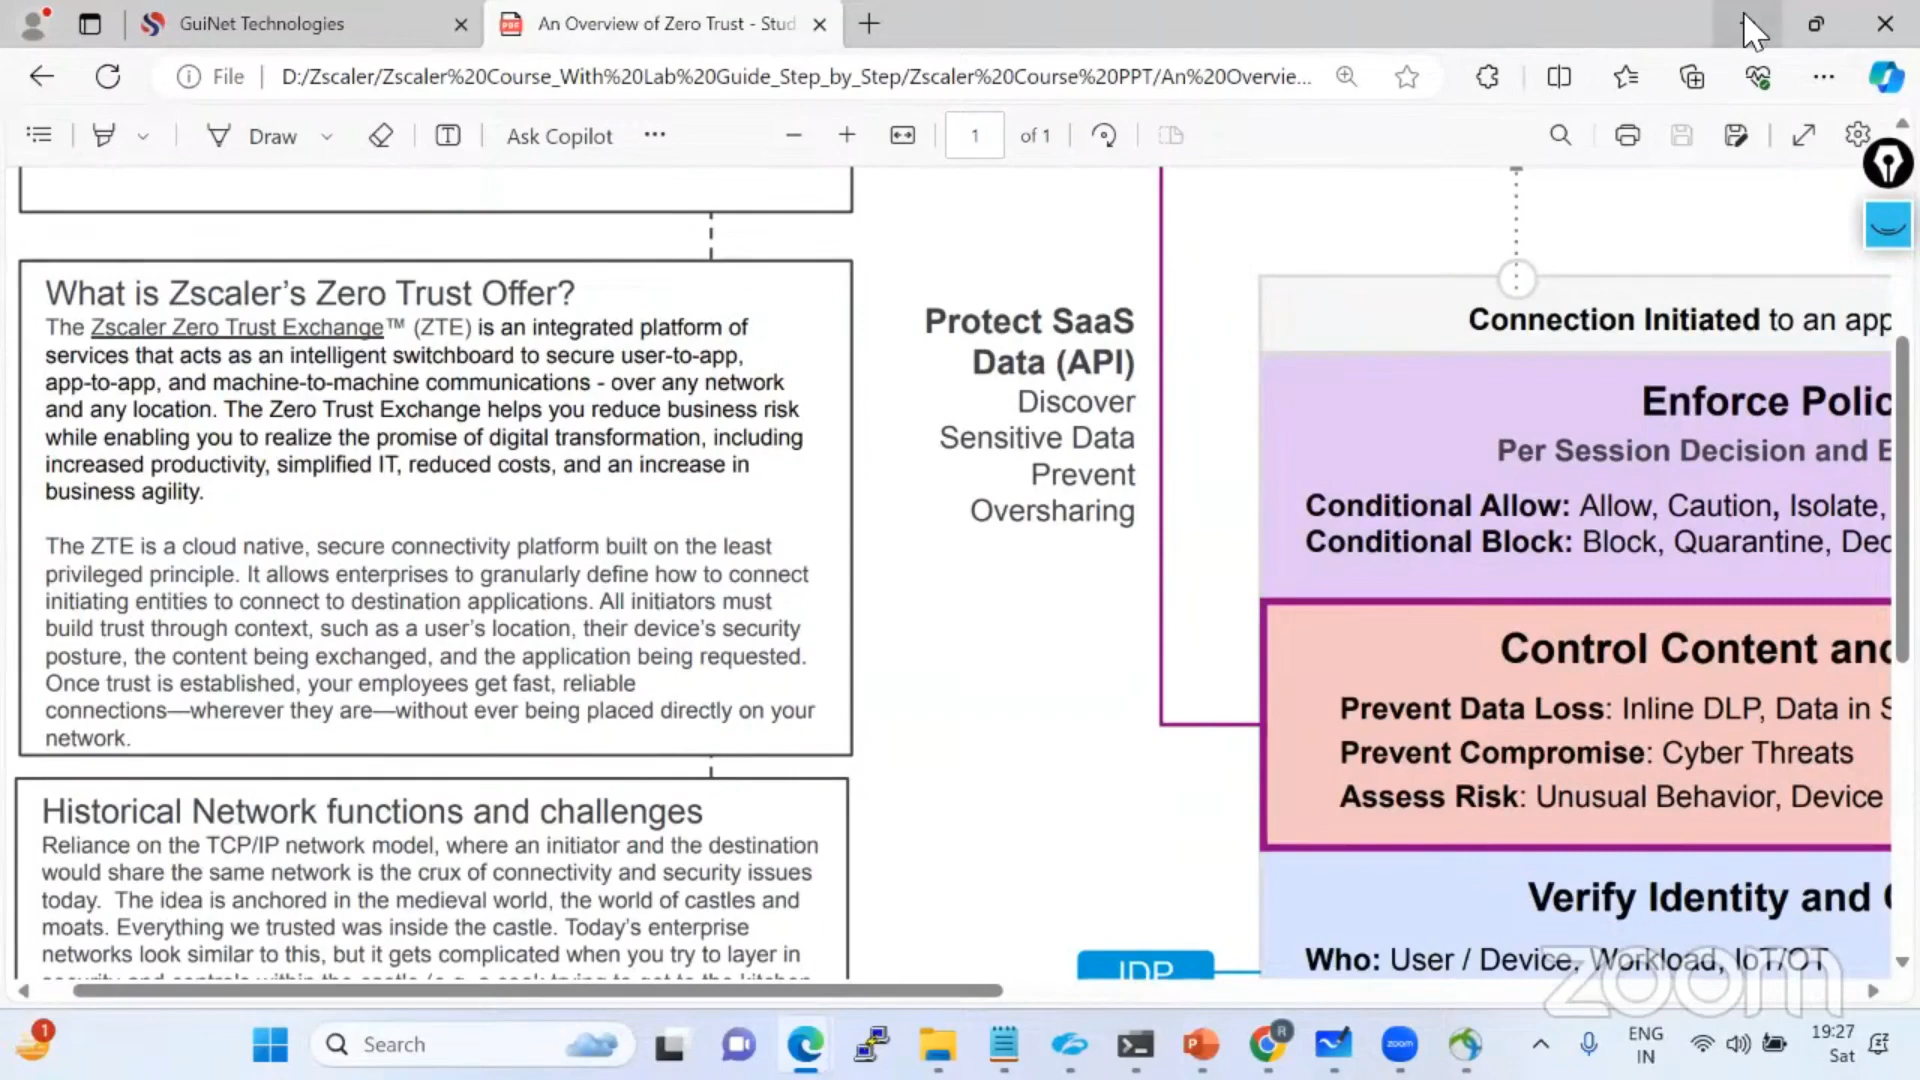 GuiNet Technologies
An Overview of Zero Trust - Stud
File
D:/Zscaler/Zscaler%20Course_With%20Lab%20Guide_Step_by_Step/Zscaler%20Course%20PPT/An%20Overvie...
Draw
Ask Copilot
1
of 1
What is Zscaler's Zero Trust Offer?
The Zscaler Zero Trust Exchange™ (ZTE) is an integrated platform of
services that acts as an intelligent switchboard to secure user-to-app,
app-to-app, and machine-to-machine communications - over any network
and any location. The Zero Trust Exchange helps you reduce business risk
while enabling you to realize the promise of digital transformation, including
increased productivity, simplified IT, reduced costs, and an increase in
business agility.
The ZTE is a cloud native, secure connectivity platform built on the least
privileged principle. It allows enterprises to granularly define how to connect
initiating entities to connect to destination applications. All initiators must
build trust through context, such as a user's location, their device's security
posture, the content being exchanged, and the application being requested.
Once trust is established, your employees get fast, reliable
connections—wherever they are—without ever being placed directly on your
network.
Historical Network functions and challenges
Reliance on the TCP/IP network model, where an initiator and the destination
would share the same network is the crux of connectivity and security issues
today. The idea is anchored in the medieval world, the world of castles and
moats. Everything we trusted was inside the castle. Today's enterprise
networks look similar to this, but it gets complicated when you try to layer in
Protect SaaS
Data (API)
Discover
Sensitive Data
Prevent
Oversharing
Connection Initiated to an app
Enforce Polic
Per Session Decision and E
Conditional Allow: Allow, Caution, Isolate,
Conditional Block: Block, Quarantine, Dec
Control Content and
Prevent Data Loss: Inline DLP, Data in S
Prevent Compromise: Cyber Threats
Assess Risk: Unusual Behavior, Device
Verify Identity and
IDP
Who: User / Device, Workload, IoT/OT
zoom
1
Search
R
zoom
ENG
IN
19:27
Sat